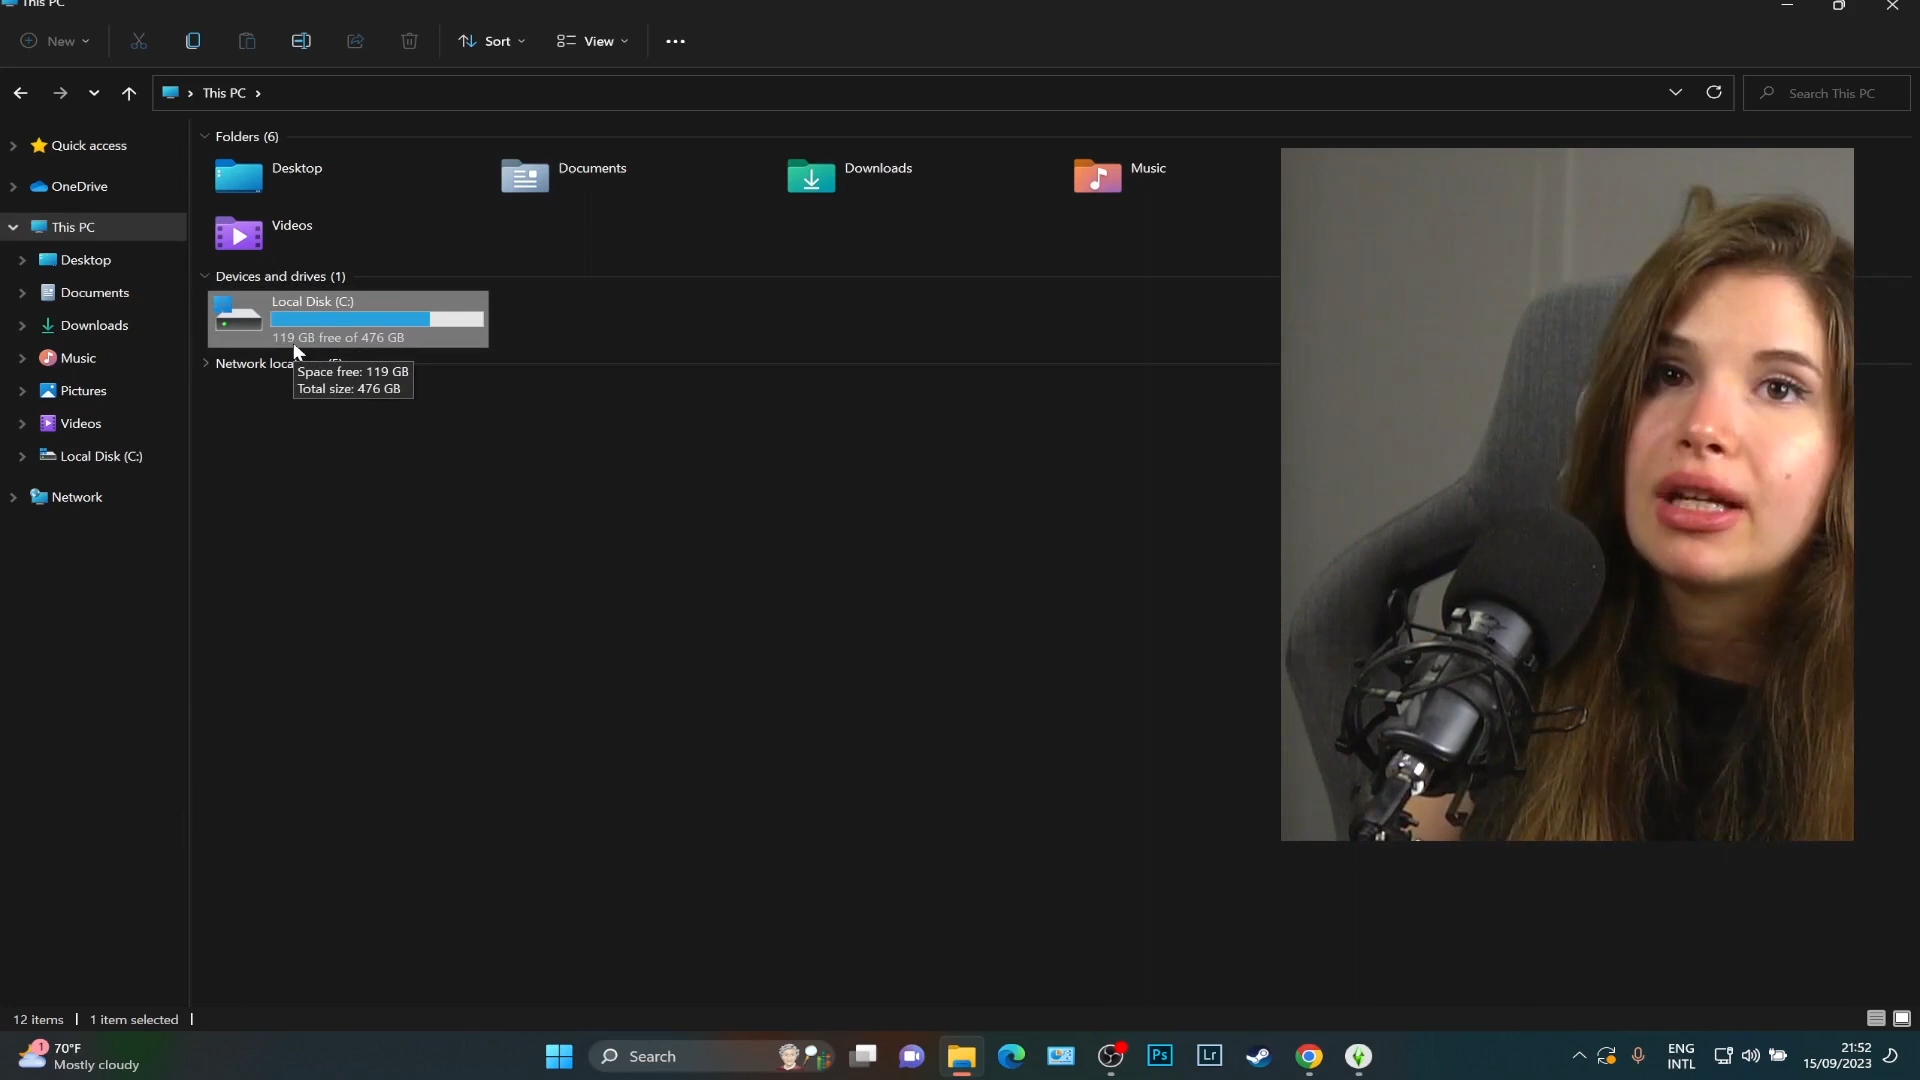 This PC
New
Sort
View
This PC
Search This PC
Quick access
OneDrive
This PC
Desktop
Documents
Downloads
Music
Pictures
Videos
Local Disk (C:)
Network
Folders (6)
Desktop
Documents
Downloads
Music
Videos
Devices and drives (1)
Local Disk (C:)
119 GB free of 476 GB
Network loca
Space free: 119 GB
Total size: 476 GB
12 items
1 item selected
1
70°F
Mostly cloudy
Search
Ps
Lr
ENG
INTL
21:52
15/09/2023